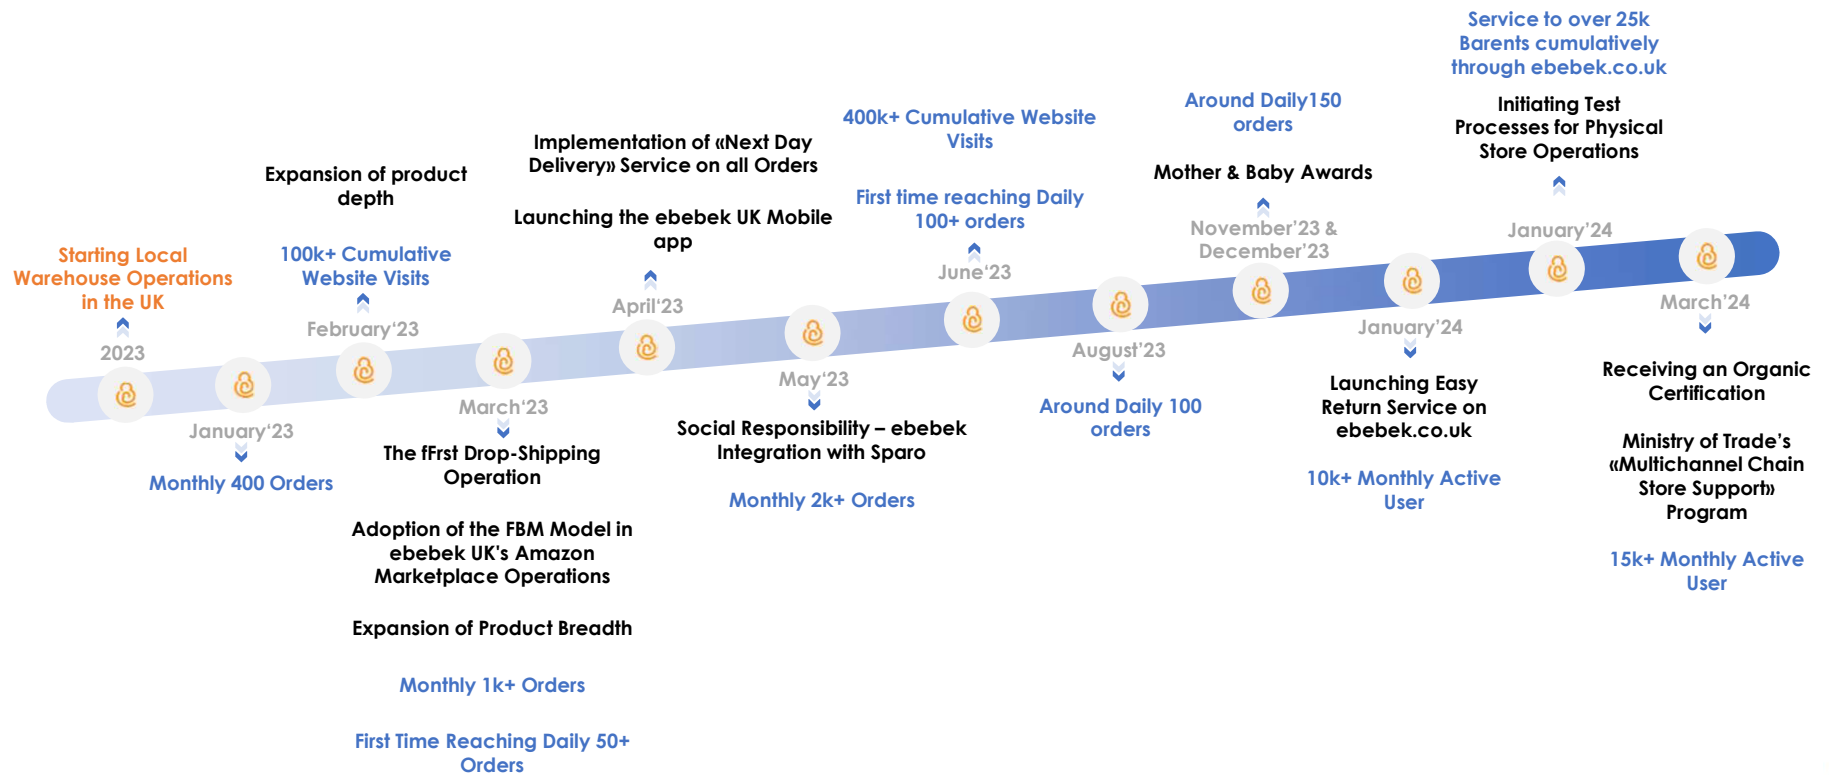 Starting Local
Warehouse Operations
in the UK
2023
January‘23
Monthly 400 Orders
Expansion of product
depth
100k+ Cumulative
Website Visits
February‘23
March‘23
The fFrst Drop-Shipping
Operation
Adoption of the FBM Model in
ebebek UK's Amazon
Marketplace Operations
Expansion of Product Breadth
Monthly 1k+ Orders
First Time Reaching Daily 50+
Orders
Implementation of «Next Day
Delivery» Service on all Orders
Launching the ebebek UK Mobile
app
April‘23
May‘23
Social Responsibility – ebebek
Integration with Sparo
Monthly 2k+ Orders
400k+ Cumulative Website
Visits
First time reaching Daily
100+ orders
June‘23
August’23
Around Daily 100
orders
Around Daily150
orders
Mother & Baby Awards
November’23 &
December’23
January’24
Launching Easy
Return Service on
ebebek.co.uk
10k+ Monthly Active
User
Service to over 25k
Barents cumulatively
through ebebek.co.uk
Initiating Test
Processes for Physical
Store Operations
January’24
March’24
Receiving an Organic
Certification
Ministry of Trade’s
«Multichannel Chain
Store Support»
Program
15k+ Monthly Active
User